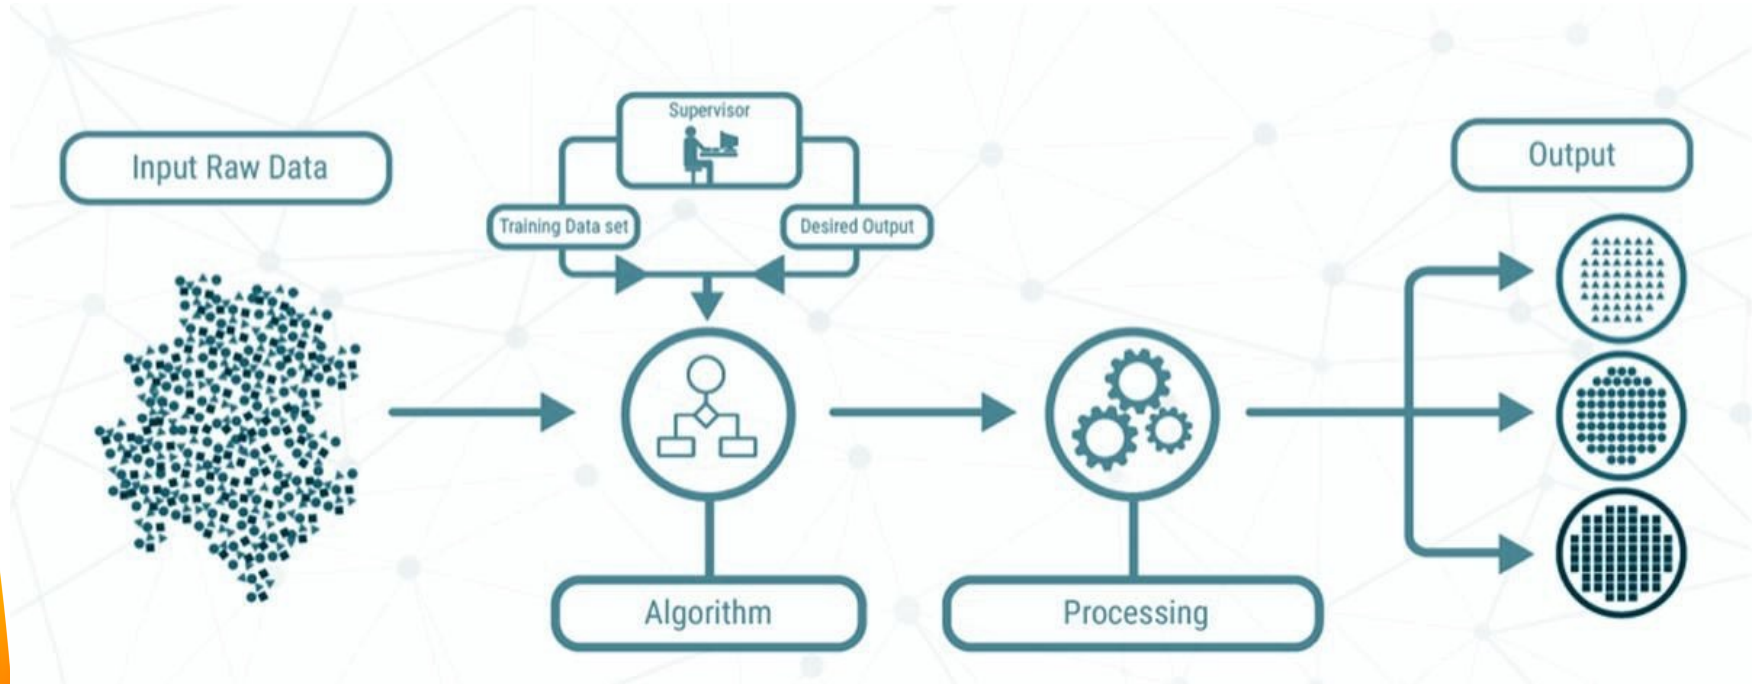 Input Raw Data
Supervisor
Training Data set
Desired Output
Algorithm
Processing
Output